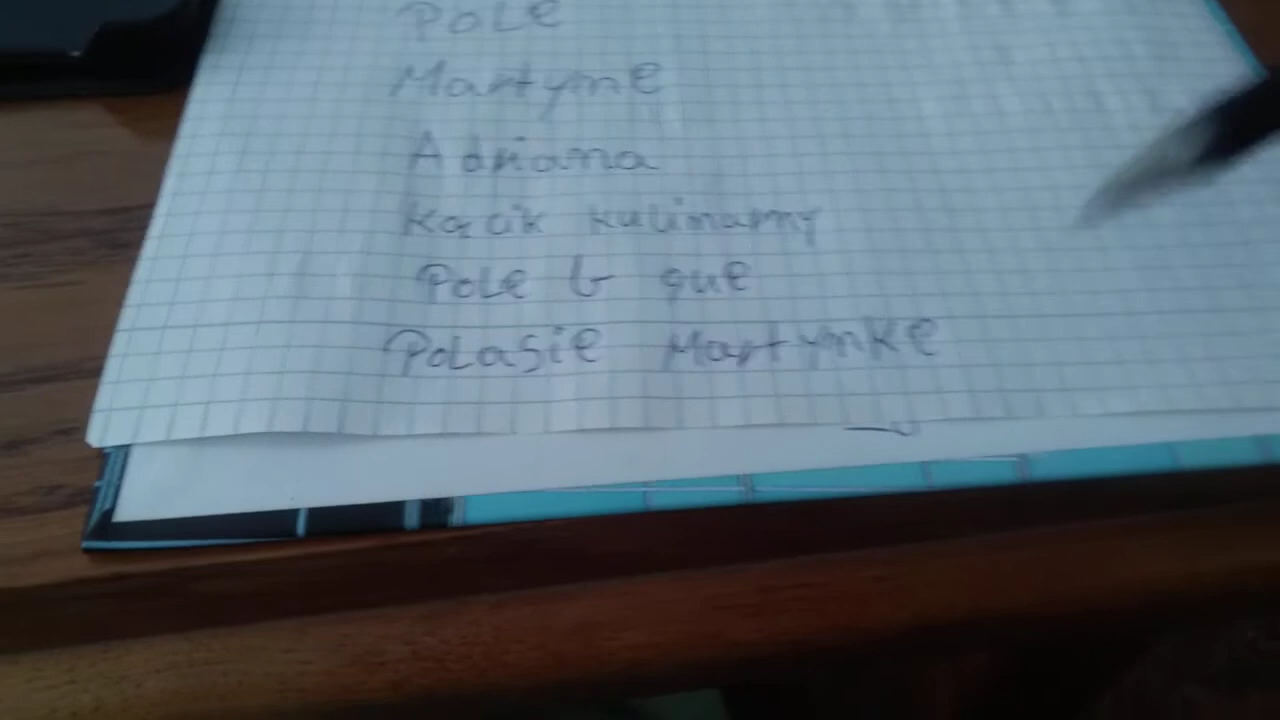 Pole
Martyne
Adriana
Kącik kulinarny
Pole G gue
Polasie Martynke